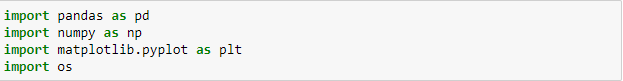 import pandas as pd
import numpy as np
import matplotlib.pyplot as plt
import os